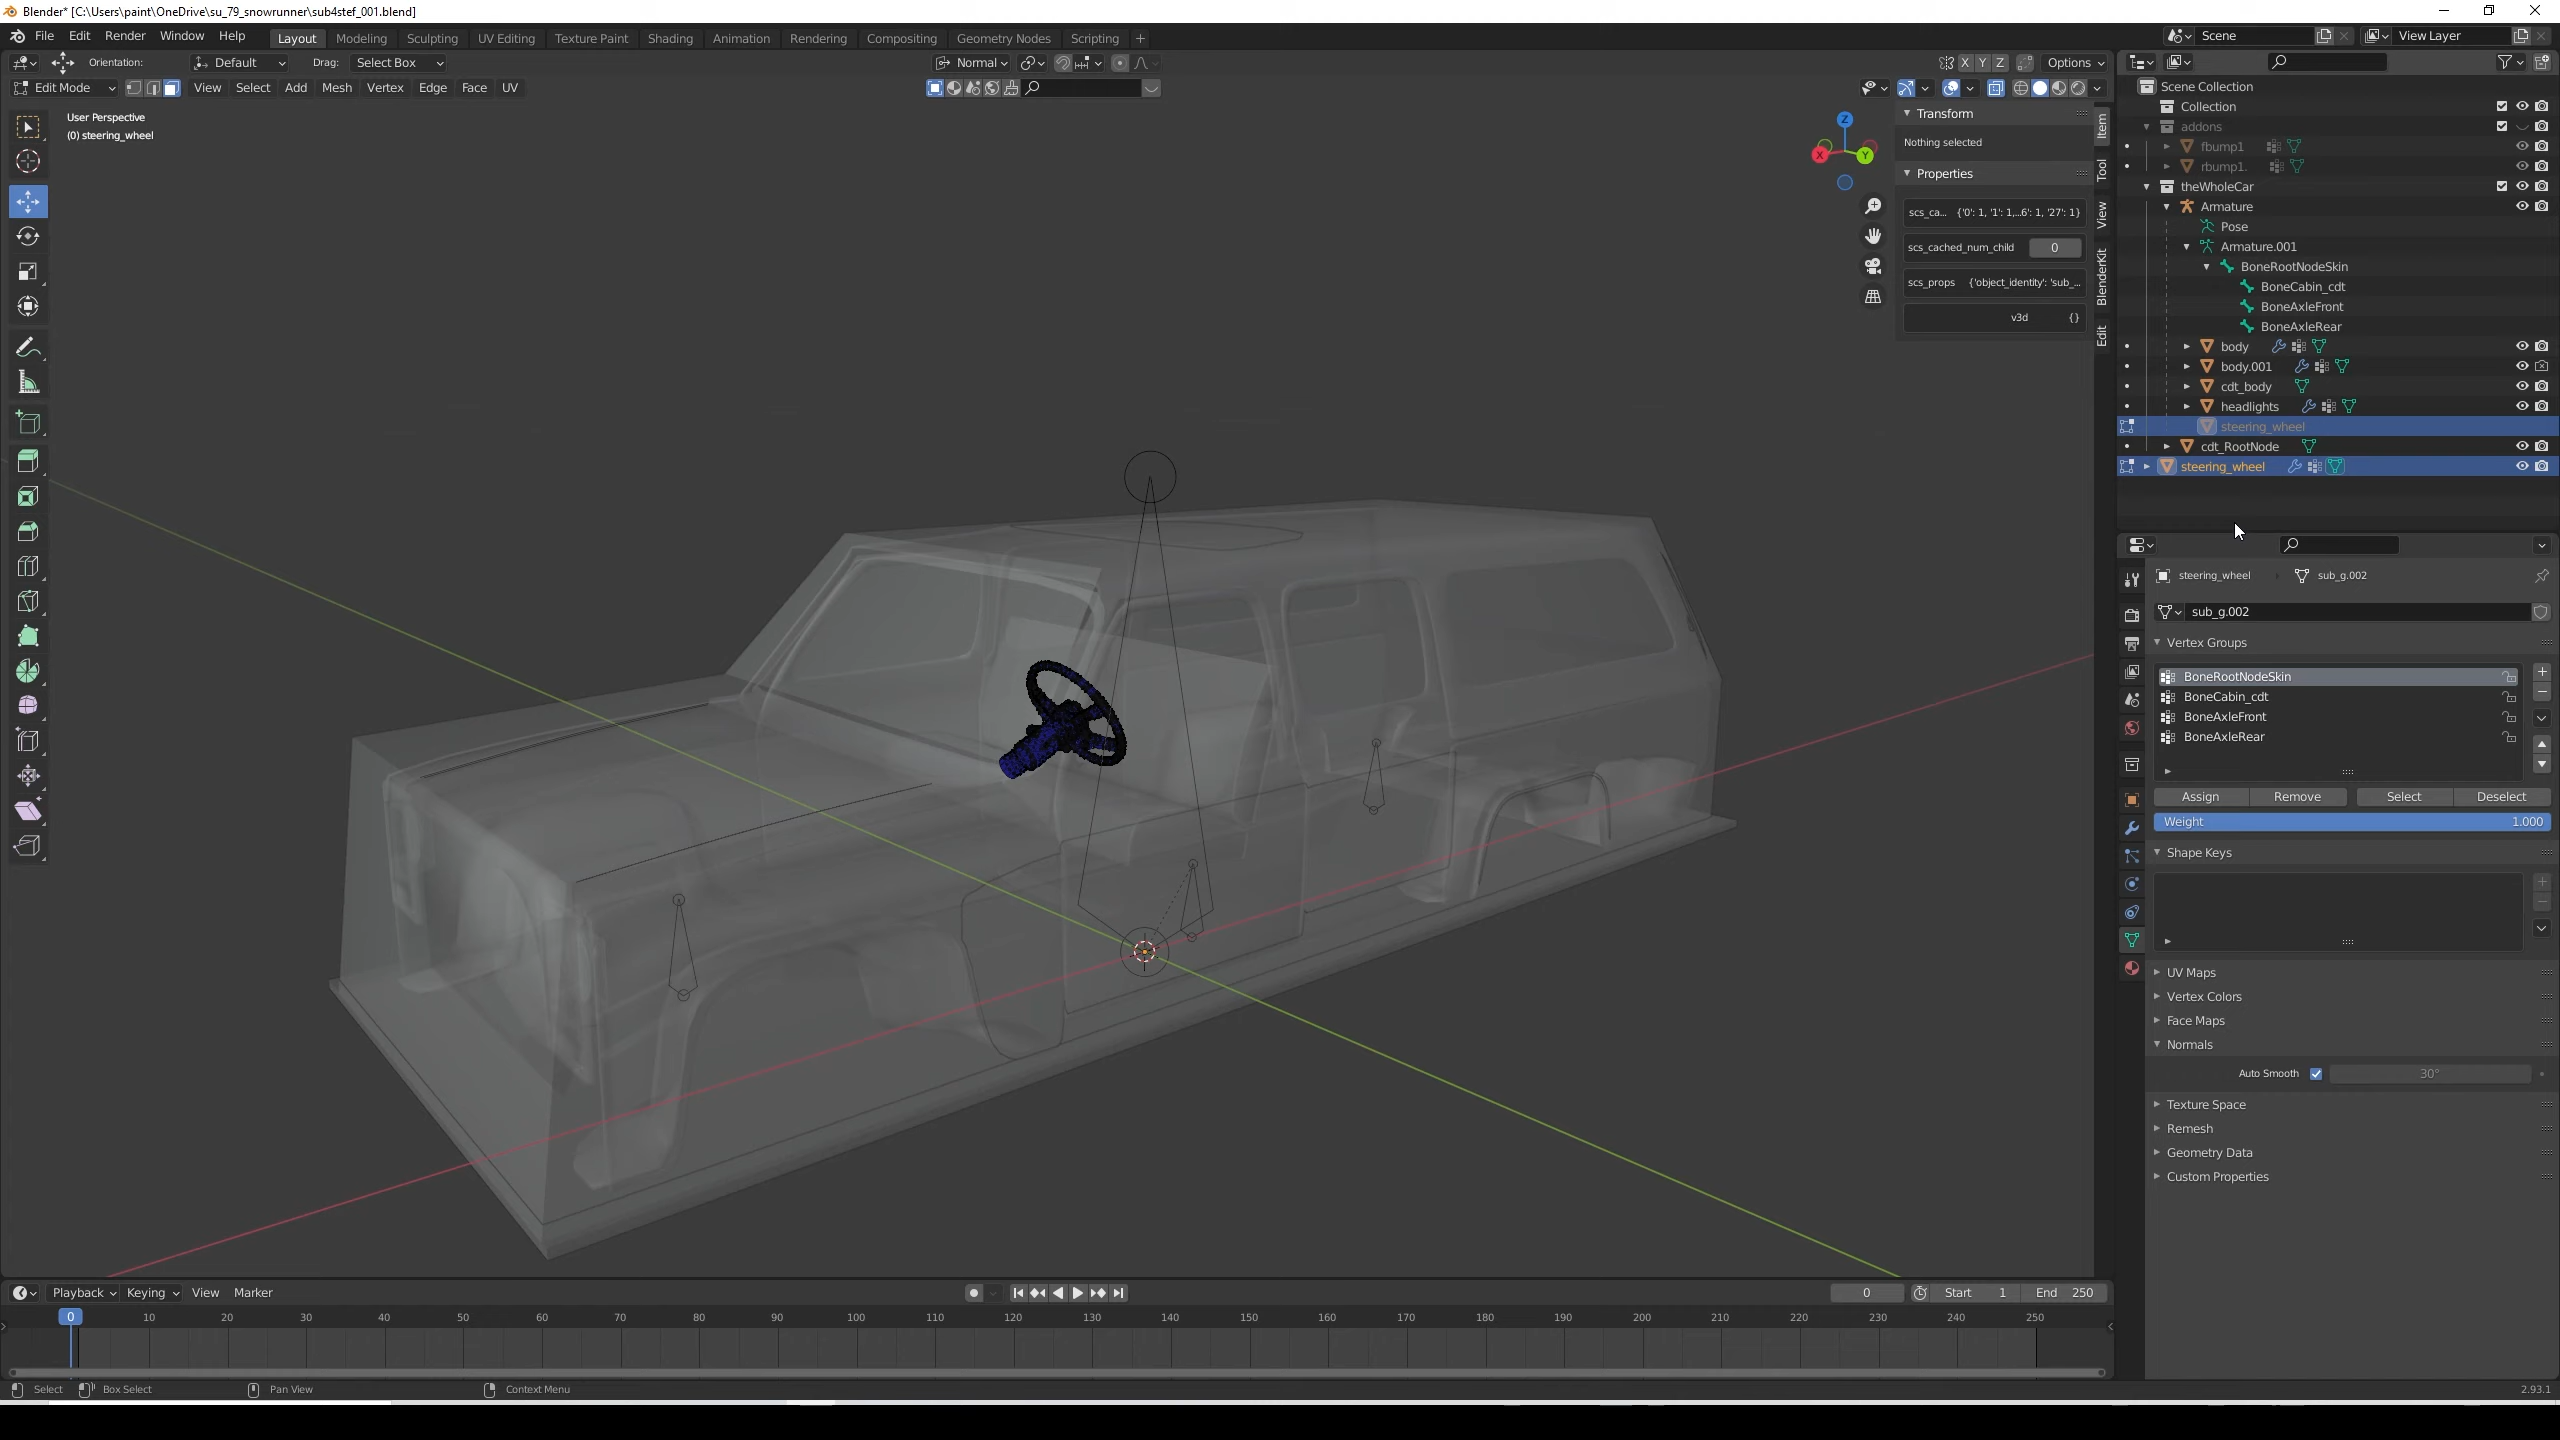 Blender* [C:\Users\paint\OneDrive\su_79_snowrunner\sub4stef_001.blend]
File Edit Render Window Help Layout Modeling Sculpting UV Editing Texture Paint Shading Animation Rendering Compositing Geometry Nodes Scripting + Scene View Layer
Orientation: Default Drag: Select Box Normal X Y Z Options
Edit Mode View Select Add Mesh Vertex Edge Face UV
User Perspective
(0) steering_wheel
Z
X
Y
Transform
Nothing selected
Properties
scs_ca... {'0': 1, '1': 1,...6': 1, '27': 1}
scs_cached_num_child 0
scs_props {'object_identity': 'sub_...
v3d {}
Item
Tool
View
BlenderKit
Edit
Scene Collection
Collection
addons
fbump1
rbump1.
theWholeCar
Armature
Pose
Armature.001
BoneRootNodeSkin
BoneCabin_cdt
BoneAxleFront
BoneAxleRear
body
body.001
cdt_body
headlights
steering_wheel
cdt_RootNode
steering_wheel
steering_wheel sub_g.002
sub_g.002
Vertex Groups
BoneRootNodeSkin
BoneCabin_cdt
BoneAxleFront
BoneAxleRear
Assign Remove Select Deselect
Weight 1.000
Shape Keys
UV Maps
Vertex Colors
Face Maps
Normals
Auto Smooth 30°
Texture Space
Remesh
Geometry Data
Custom Properties
Playback Keying View Marker 0 Start 1 End 250
0 10 20 30 40 50 60 70 80 90 100 110 120 130 140 150 160 170 180 190 200 210 220 230 240 250
Select Box Select Pan View Context Menu 2.93.1